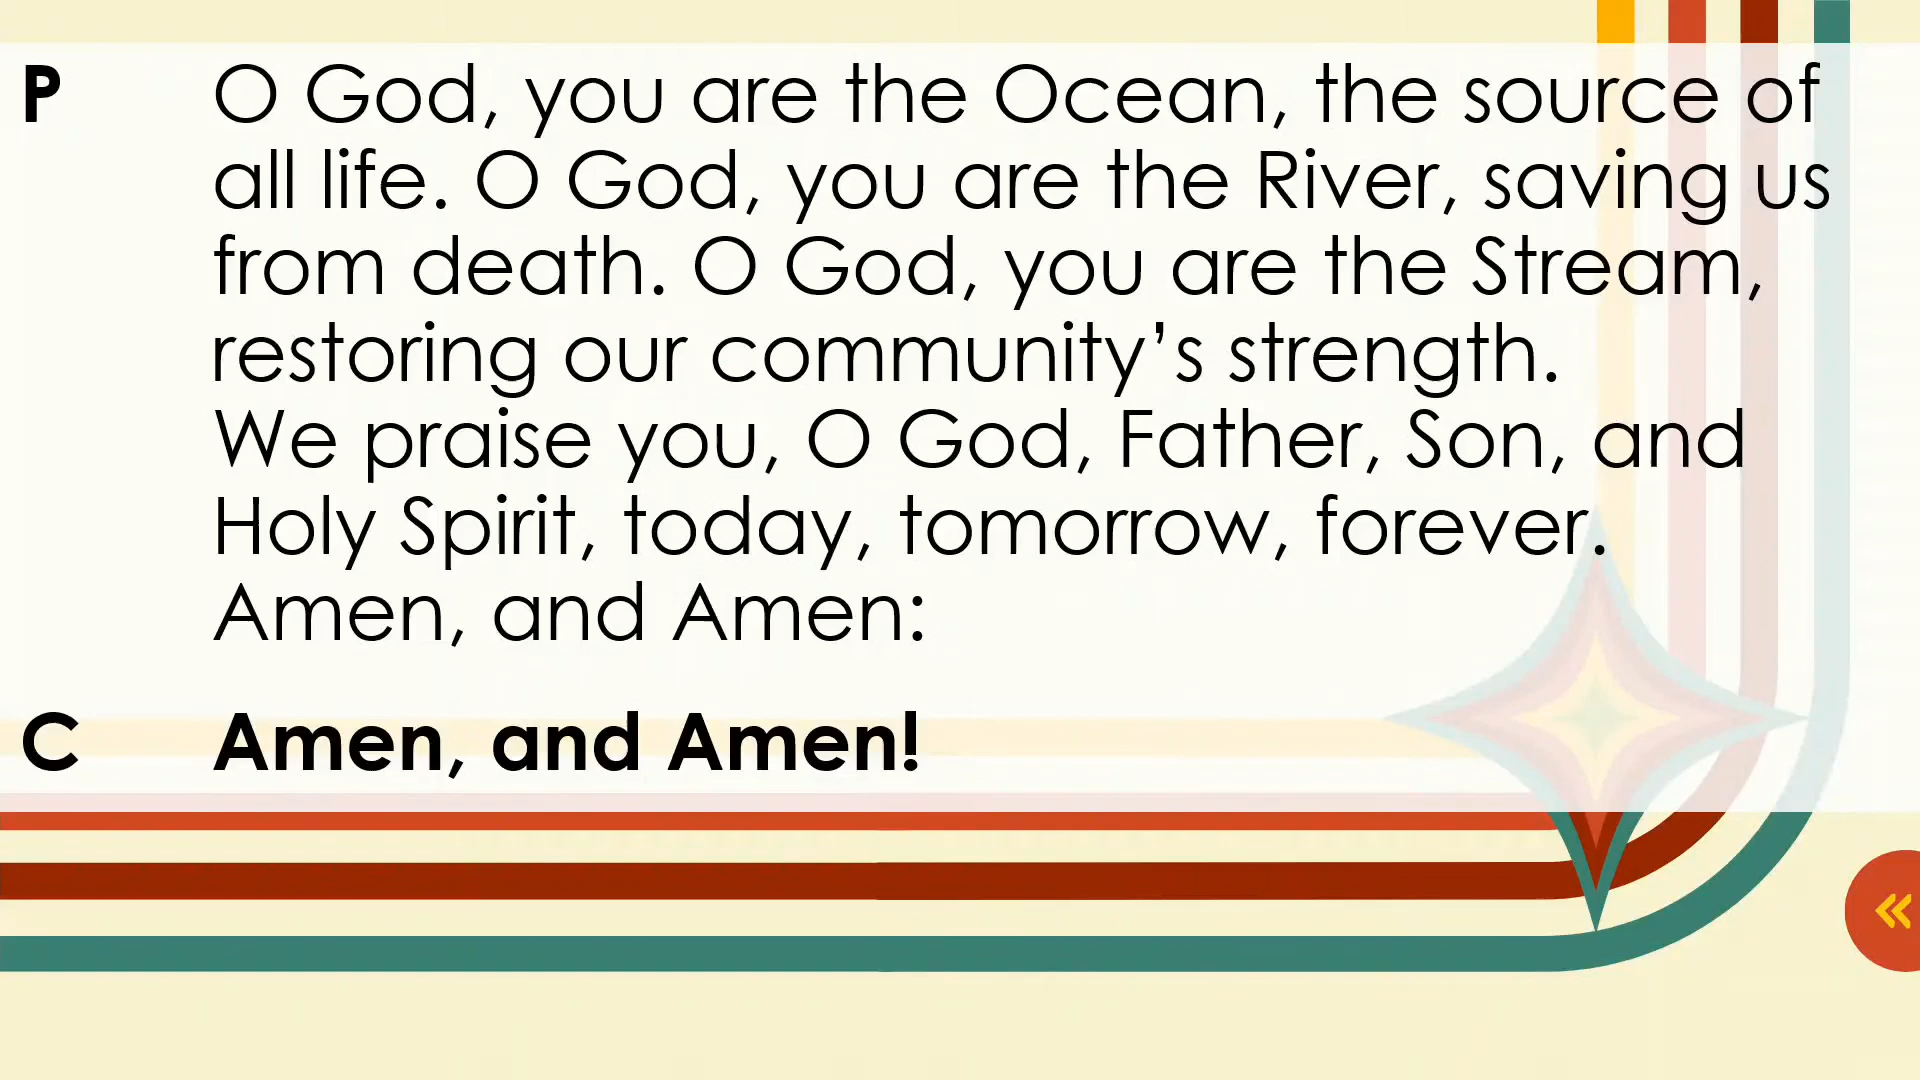 P O God, you are the Ocean, the source of
all life. O God, you are the River, saving us
from death. O God, you are the Stream,
restoring our community’s strength.
We praise you, O God, Father, Son, and
Holy Spirit, today, tomorrow, forever.
Amen, and Amen:
C Amen, and Amen!
«